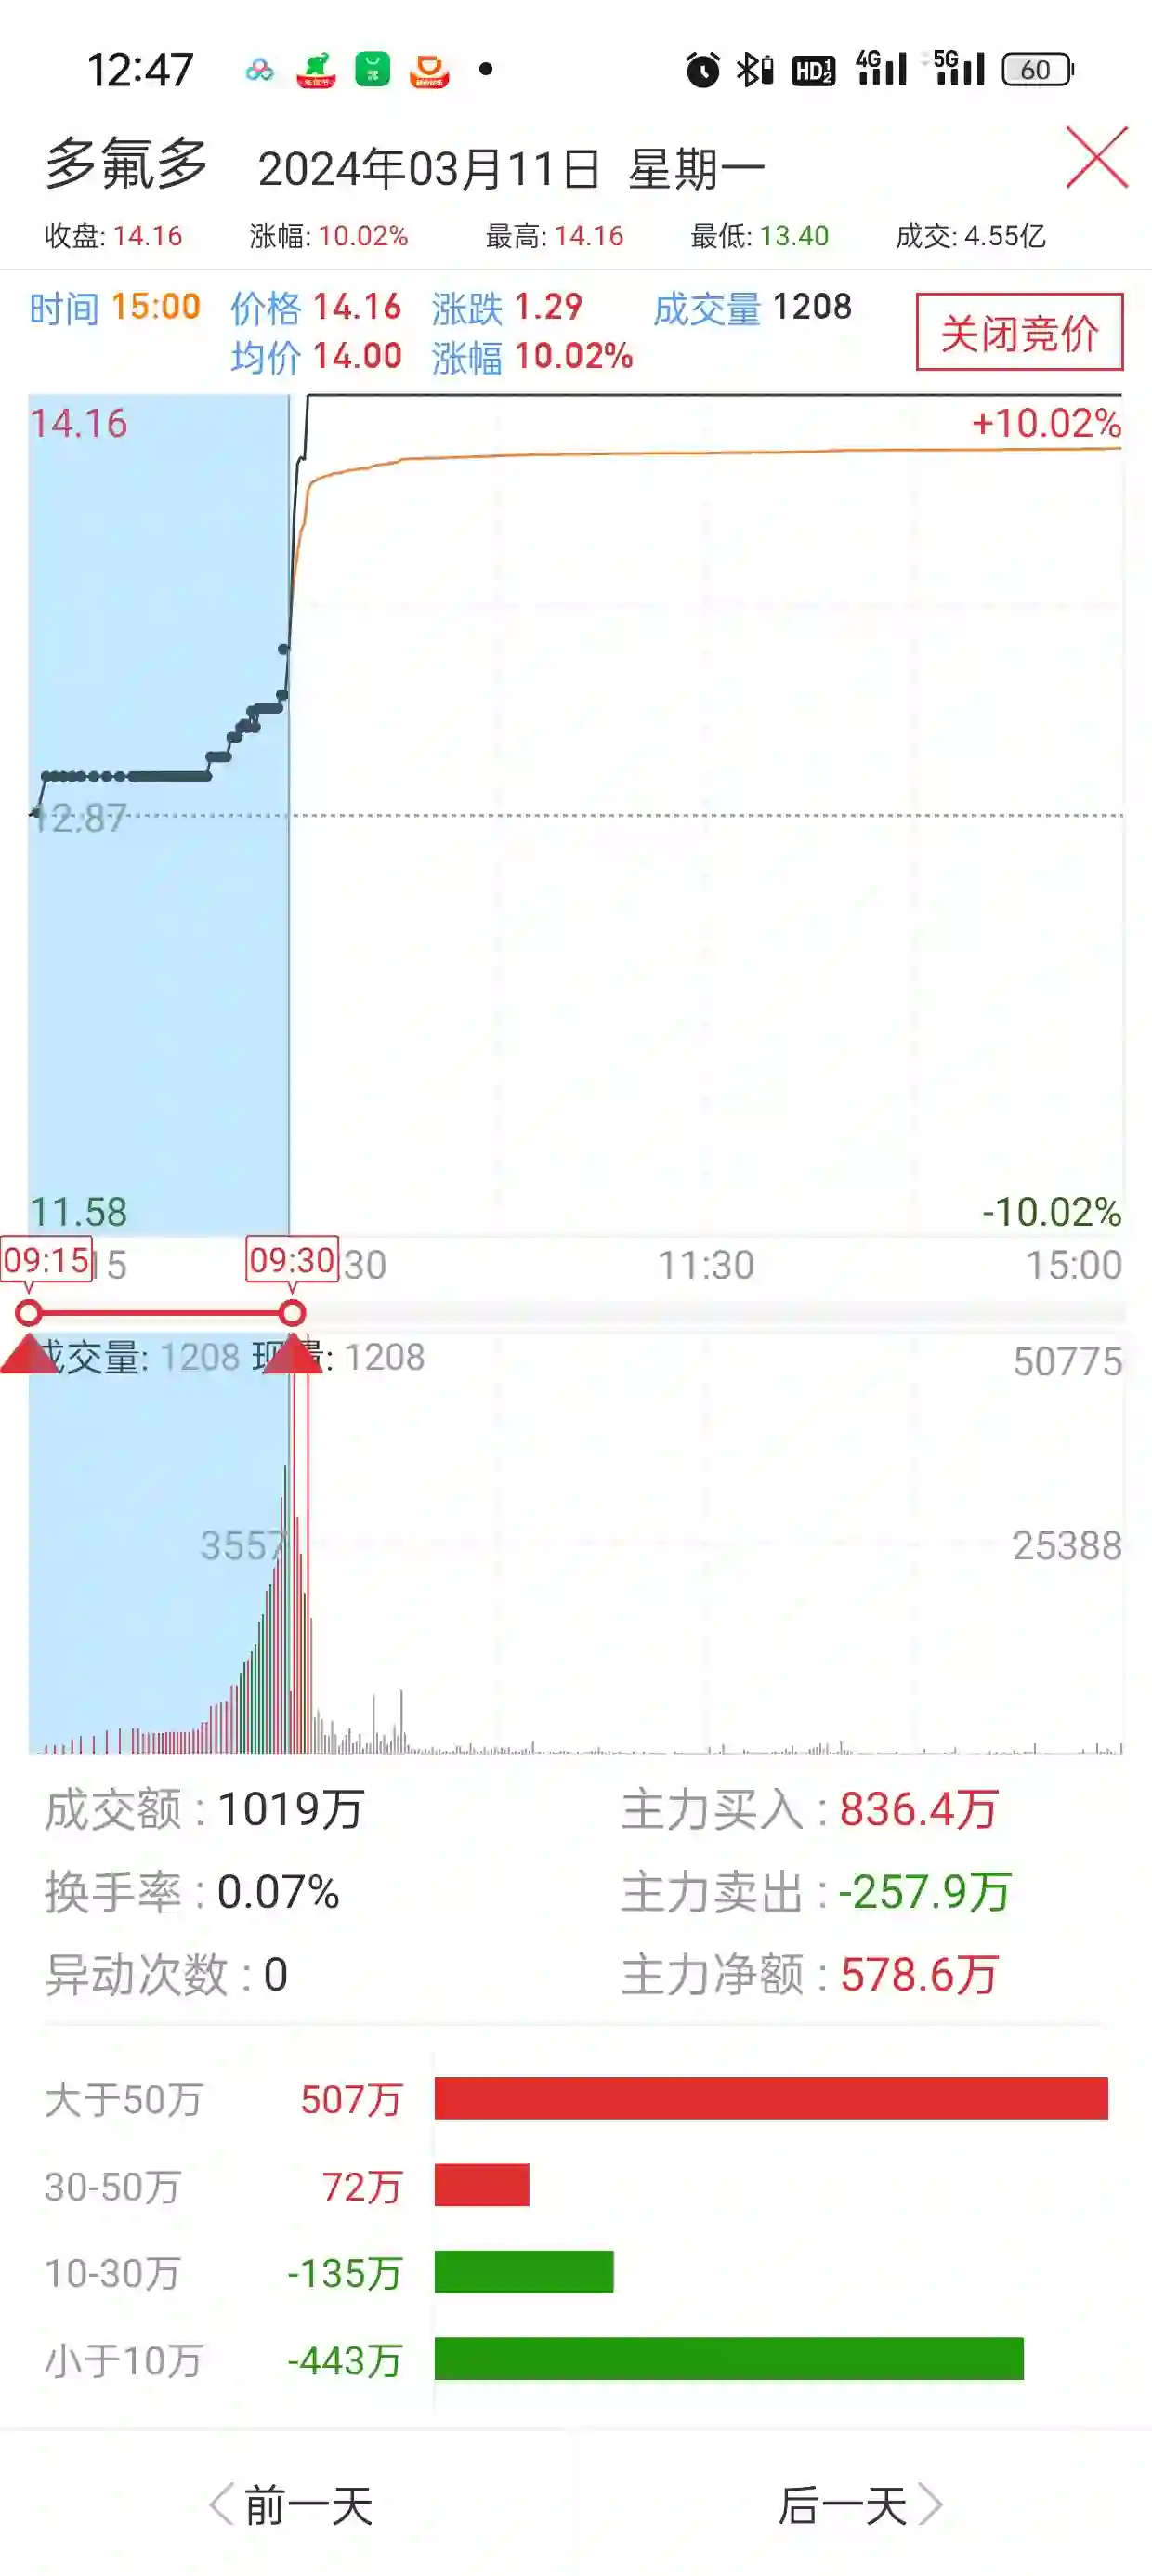 12:47 HD 1 2 4G 5G 60
多氟多 2024年03月11日 星期一
收盘: 14.16 涨幅: 10.02% 最高: 14.16 最低: 13.40 成交: 4.55亿
时间 15:00 价格 14.16 涨跌 1.29 成交量 1208
均价 14.00 涨幅 10.02%
关闭竞价
14.16 +10.02%
12.87
11.58 -10.02%
09:15 15 09:30 30 11:30 15:00
成交量: 1208 现量: 1208 50775
3557 25388
成交额 : 1019万 主力买入 : 836.4万
换手率 : 0.07% 主力卖出 : -257.9万
异动次数 : 0 主力净额 : 578.6万
大于50万 507万
30-50万 72万
10-30万 -135万
小于10万 -443万
前一天 后一天